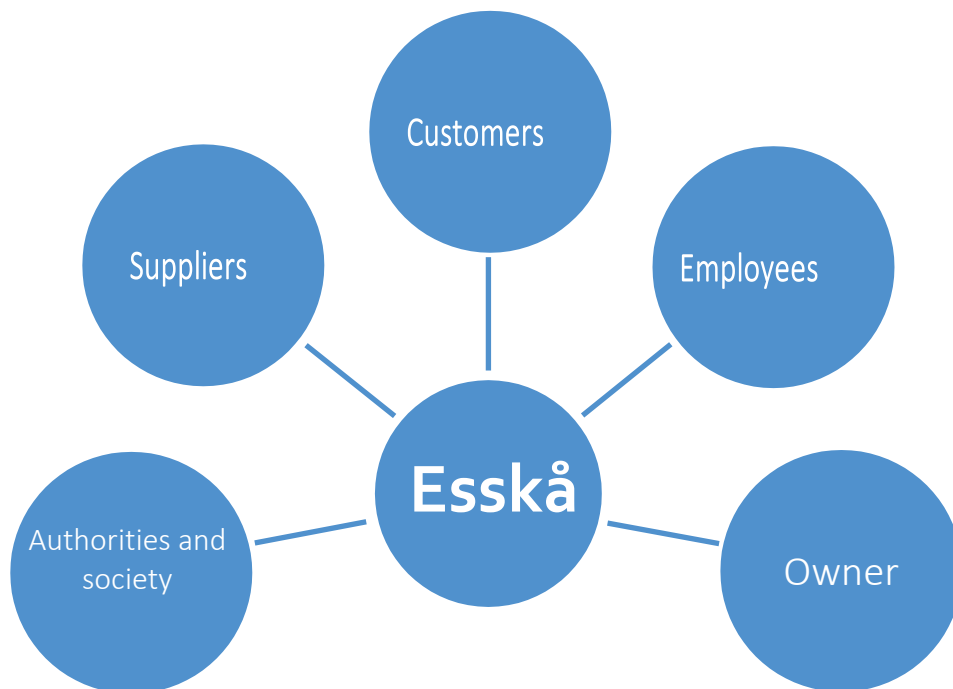 Customers
Suppliers
Employees
Esskå
Authorities and
society
Owner